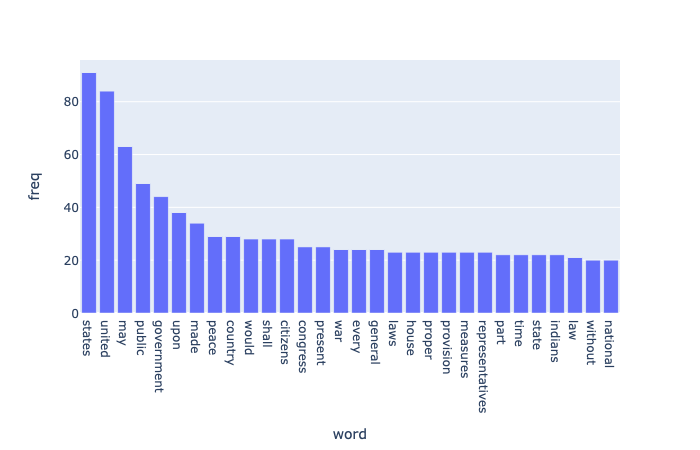 freq
80
60
40
20
0
states
united
may
public
government
upon
made
peace
country
would
shall
citizens
congress
present
war
every
general
laws
house
proper
provision
measures
representatives
part
time
state
indians
law
without
national
word